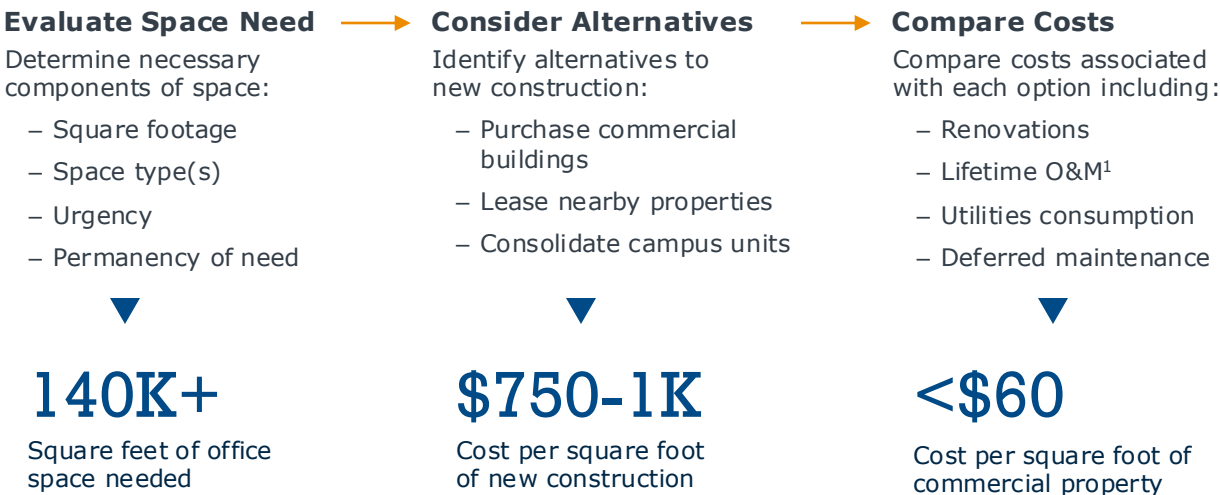 Evaluate Space Need
Determine necessary
components of space:
– Square footage
– Space type(s)
– Urgency
– Permanency of need
140K+
Square feet of office
space needed
Consider Alternatives
Identify alternatives to
new construction:
– Purchase commercial
buildings
– Lease nearby properties
– Consolidate campus units
$750-1K
Cost per square foot
of new construction
Compare Costs
Compare costs associated
with each option including:
– Renovations
– Lifetime O&M¹
– Utilities consumption
– Deferred maintenance
<$60
Cost per square foot of
commercial property